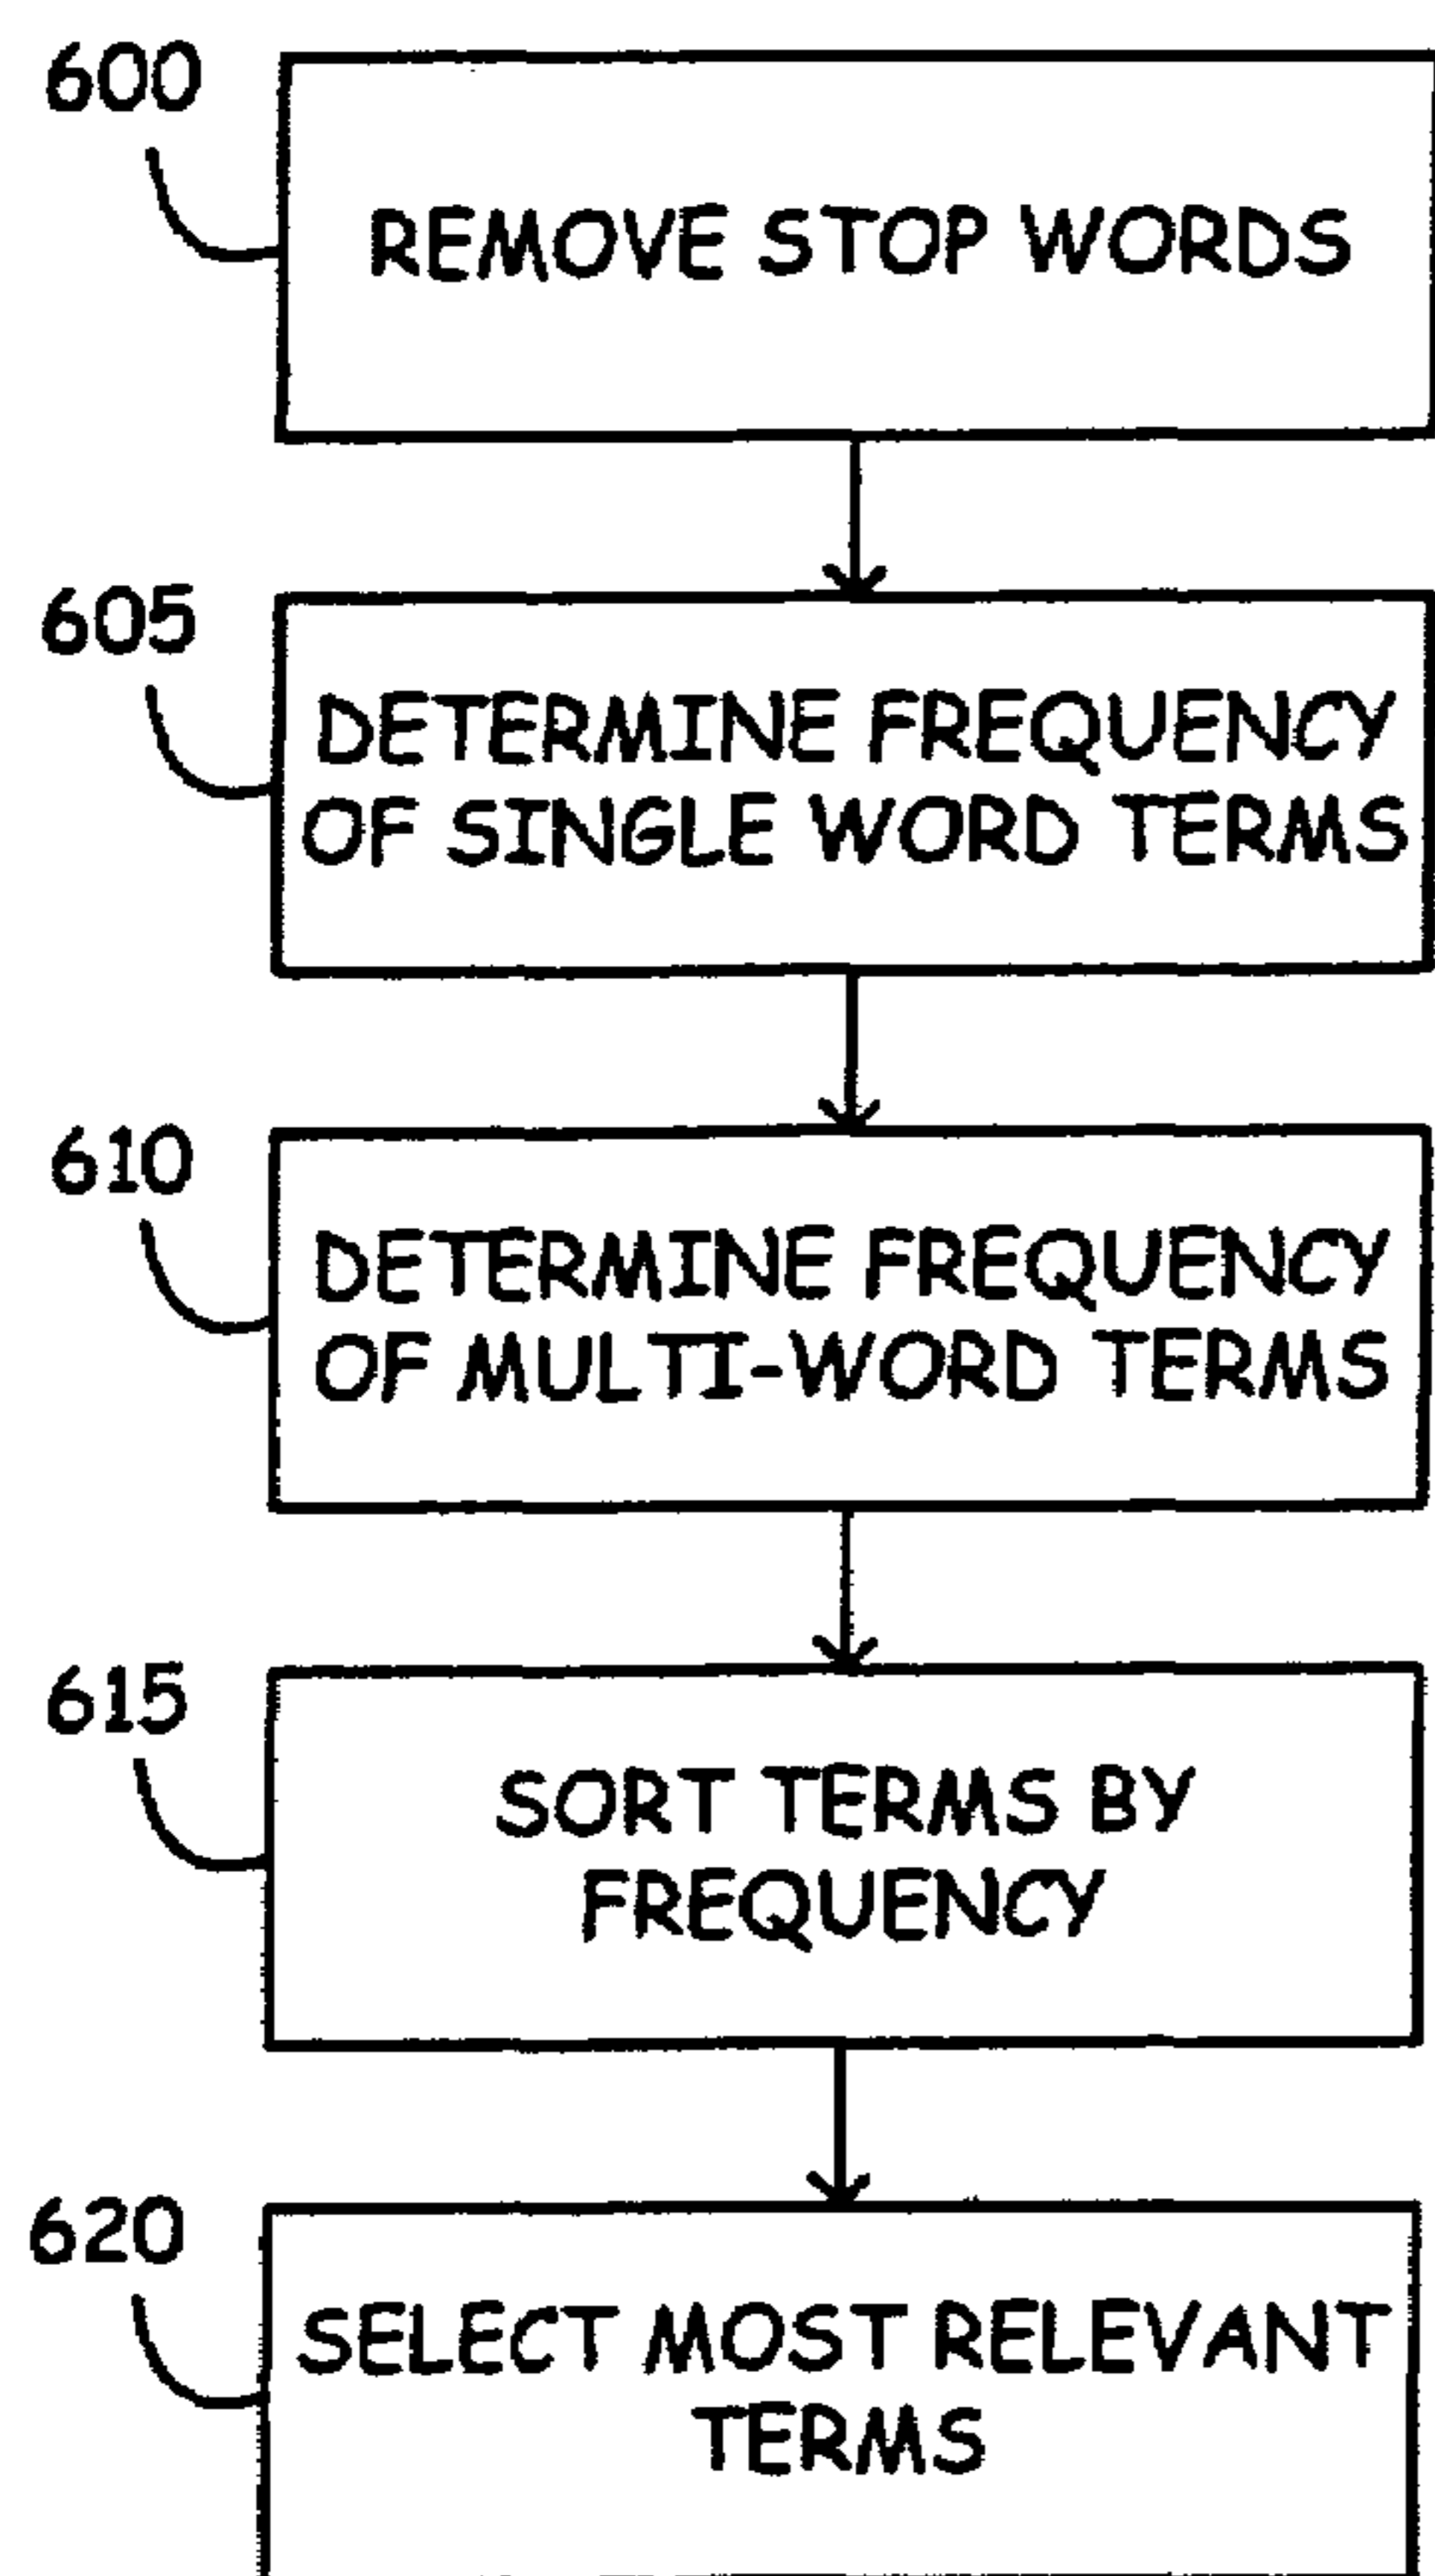 600
REMOVE STOP WORDS
605
DETERMINE FREQUENCY
OF SINGLE WORD TERMS
610
DETERMINE FREQUENCY
OF MULTI-WORD TERMS
615
SORT TERMS BY
FREQUENCY
620
SELECT MOST RELEVANT
TERMS